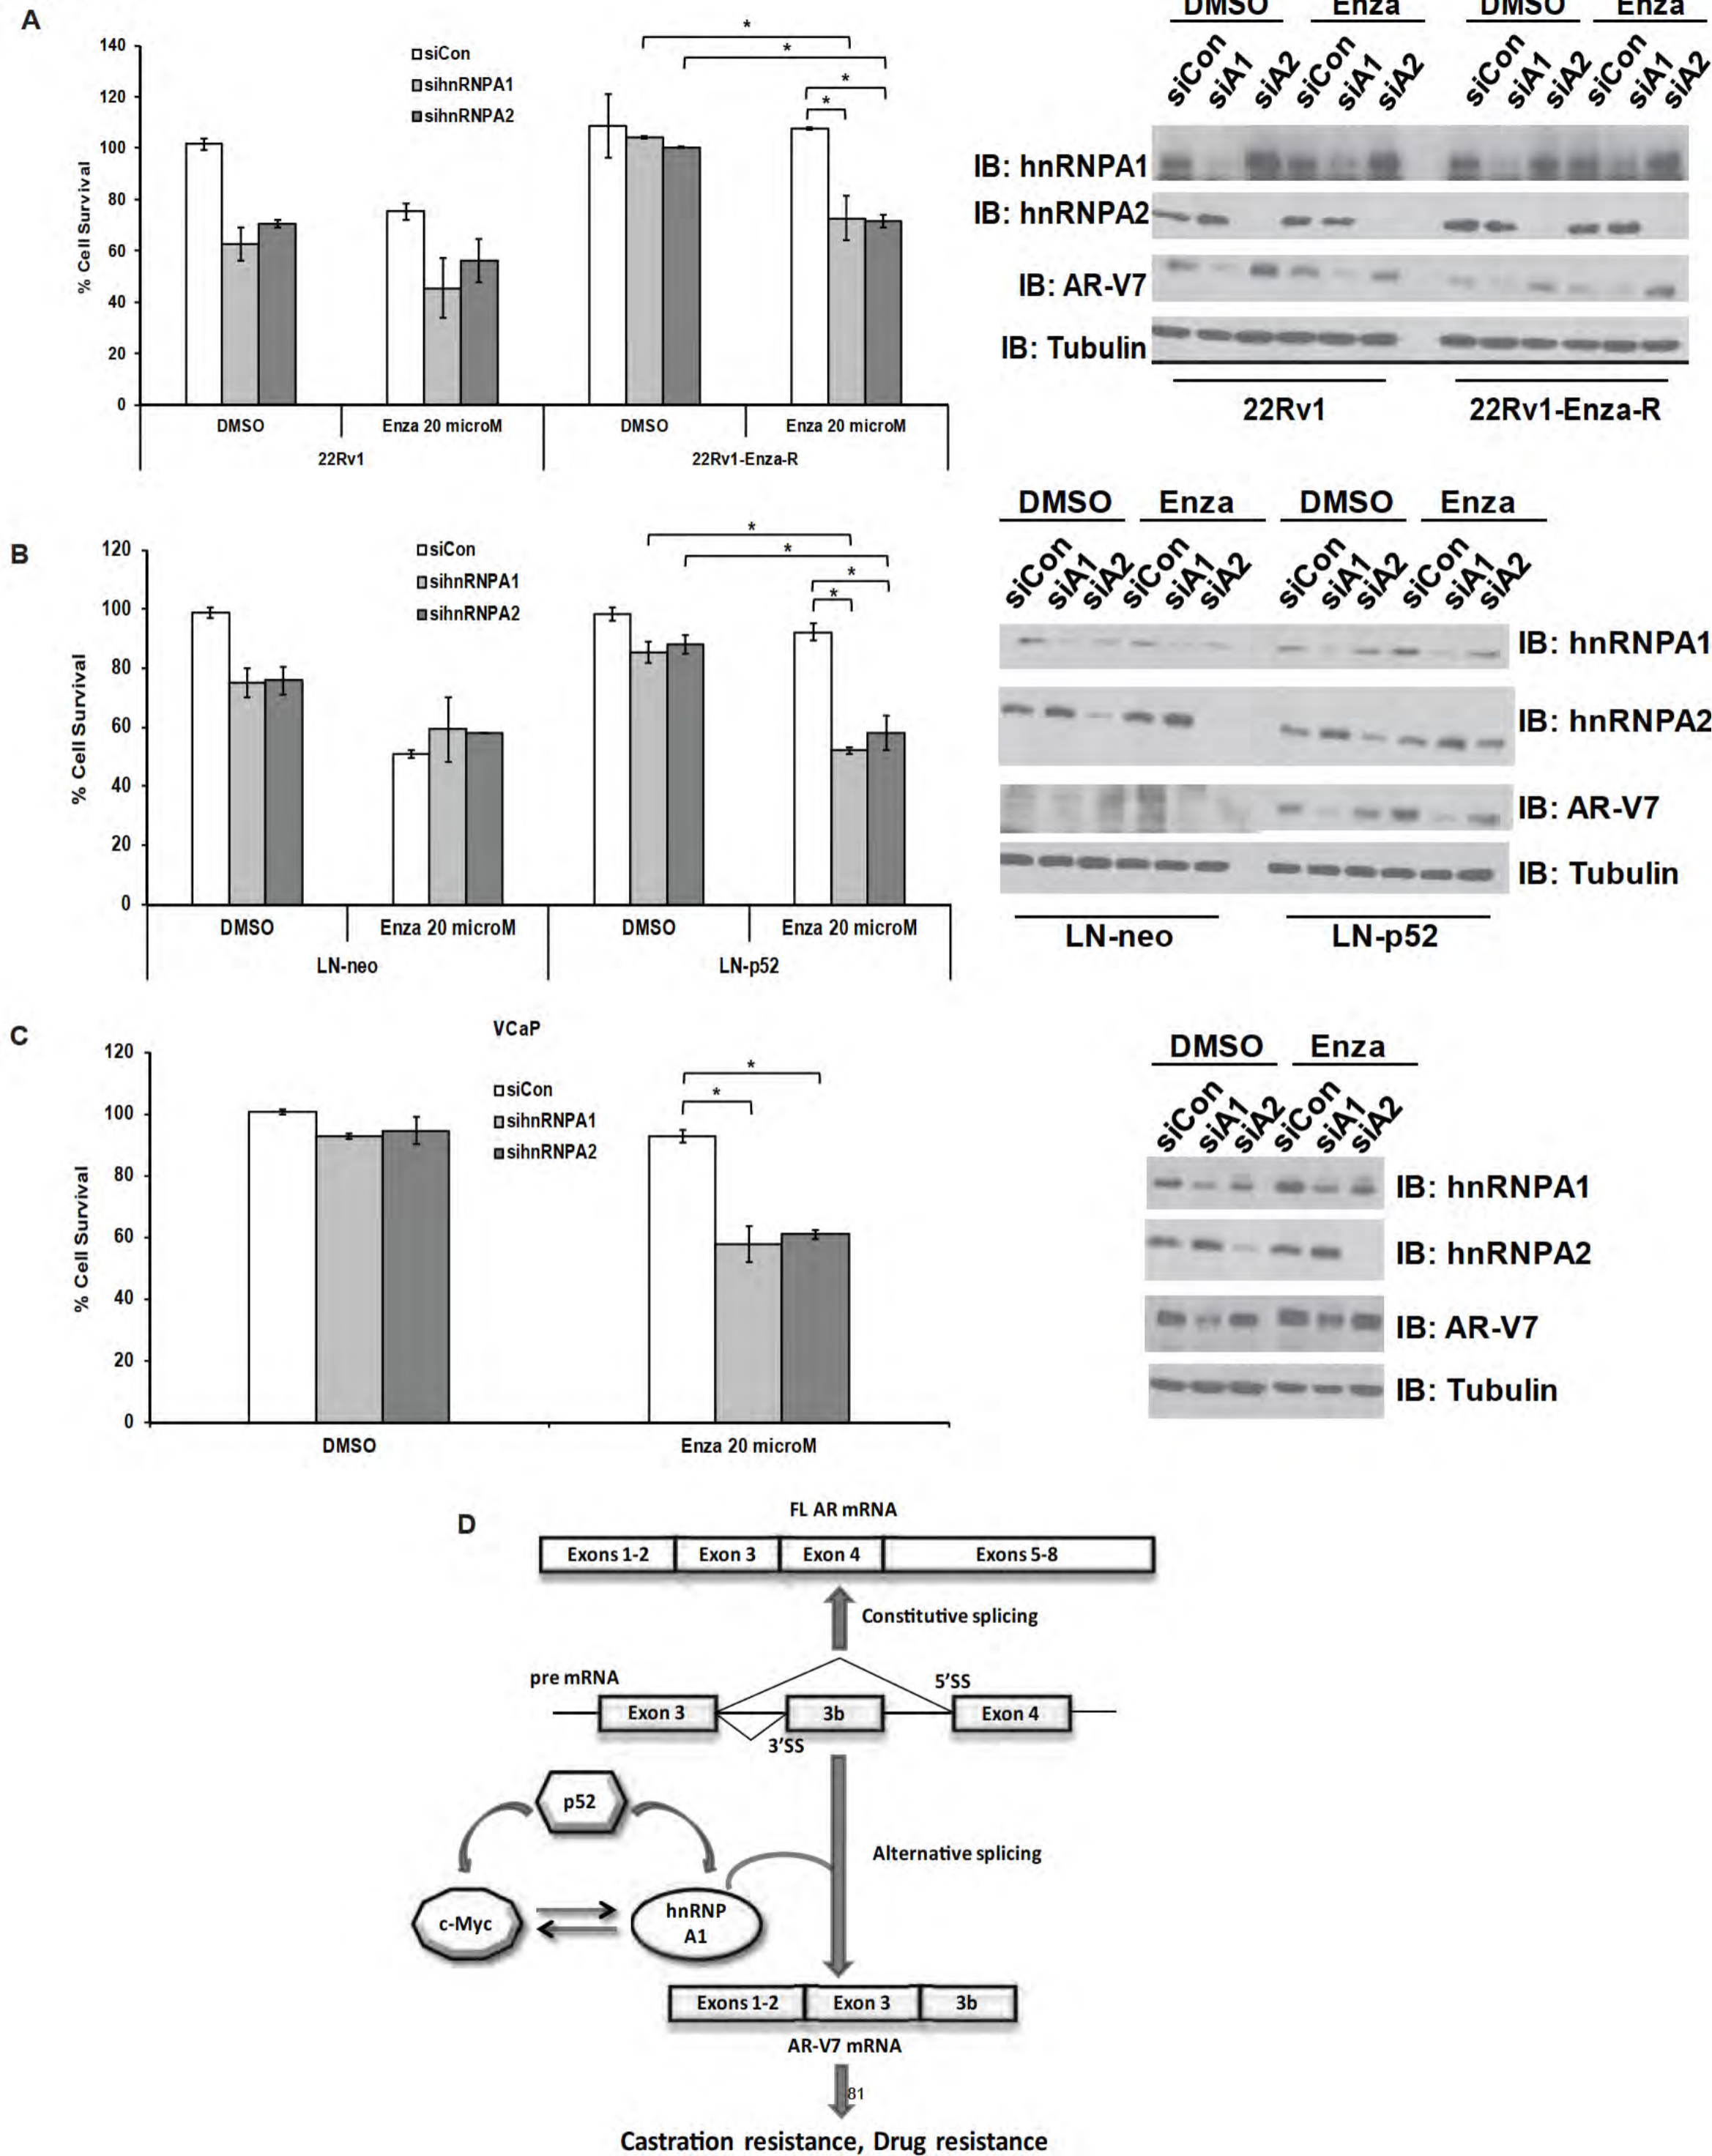 A
140
120
100
80
60
40
20
0
% Cell Survival
siCon
sihnRNPA1
sihnRNPA2
*
*
*
*
DMSO
Enza 20 microM
DMSO
Enza 20 microM
22Rv1
22Rv1-Enza-R
DMSO Enza DMSO Enza
siCon siA1 siA2 siCon siA1 siA2 siCon siA1 siA2 siCon siA1 siA2
IB: hnRNPA1
IB: hnRNPA2
IB: AR-V7
IB: Tubulin
22Rv1 22Rv1-Enza-R
B
120
100
80
60
40
20
0
% Cell Survival
siCon
sihnRNPA1
sihnRNPA2
*
*
*
*
DMSO
Enza 20 microM
DMSO
Enza 20 microM
LN-neo
LN-p52
DMSO Enza DMSO Enza
siCon siA1 siA2 siCon siA1 siA2 siCon siA1 siA2 siCon siA1 siA2
IB: hnRNPA1
IB: hnRNPA2
IB: AR-V7
IB: Tubulin
LN-neo LN-p52
C
VCaP
120
100
80
60
40
20
0
% Cell Survival
siCon
sihnRNPA1
sihnRNPA2
*
*
DMSO
Enza 20 microM
DMSO Enza
siCon siA1 siA2 siCon siA1 siA2
IB: hnRNPA1
IB: hnRNPA2
IB: AR-V7
IB: Tubulin
D
FL AR mRNA
Exons 1-2 Exon 3 Exon 4 Exons 5-8
Constitutive splicing
pre mRNA
5'SS
Exon 3 3b Exon 4
3'SS
p52
Alternative splicing
c-Myc
hnRNP
A1
Exons 1-2 Exon 3 3b
AR-V7 mRNA
81
Castration resistance, Drug resistance